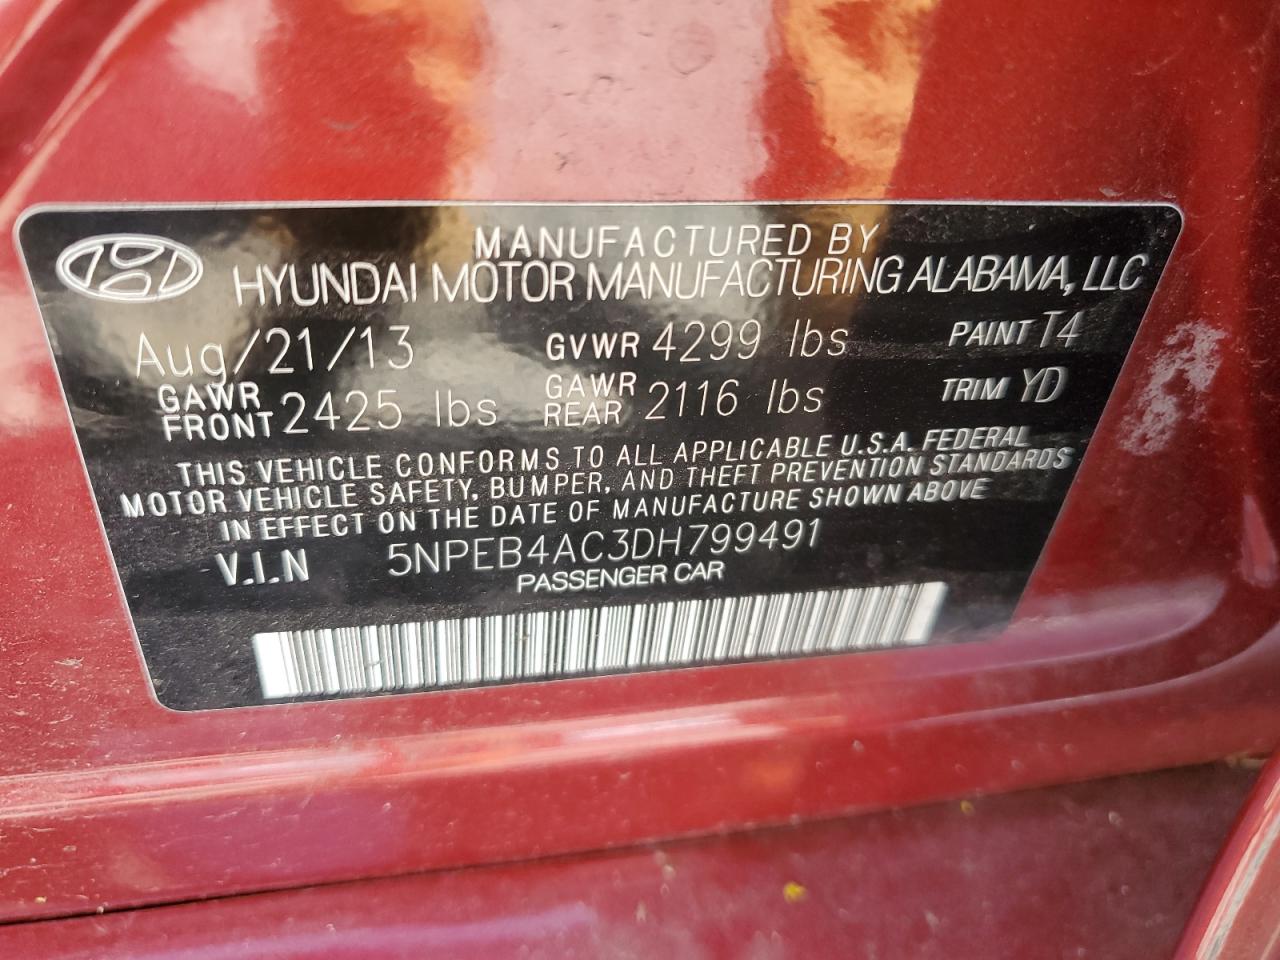 MANUFACTURED BY
HYUNDAI MOTOR MANUFACTURING ALABAMA, LLC
Aug/21/13 GVWR 4299 lbs PAINT T4
GAWR FRONT 2425 lbs GAWR REAR 2116 lbs TRIM YD
THIS VEHICLE CONFORMS TO ALL APPLICABLE U.S.A. FEDERAL
MOTOR VEHICLE SAFETY, BUMPER, AND THEFT PREVENTION STANDARDS
IN EFFECT ON THE DATE OF MANUFACTURE SHOWN ABOVE
V.I.N 5NPEB4AC3DH799491
PASSENGER CAR